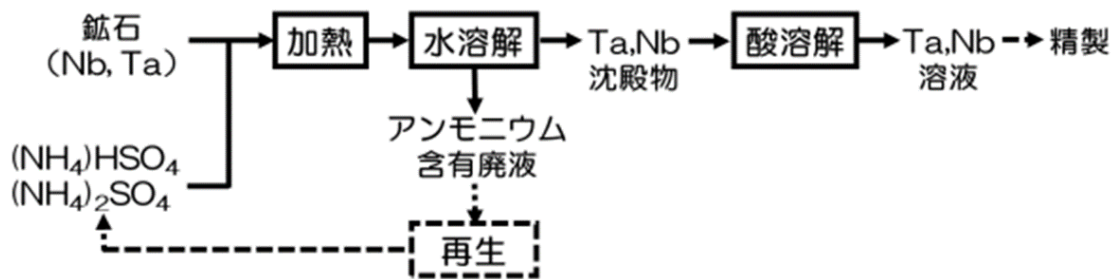 鉱石
(Nb, Ta)
加熱
水溶解
Ta,Nb
沈殿物
酸溶解
Ta,Nb
溶液
精製
アンモニウム
含有廃液
(NH₄)HSO₄
(NH₄)₂SO₄
再生